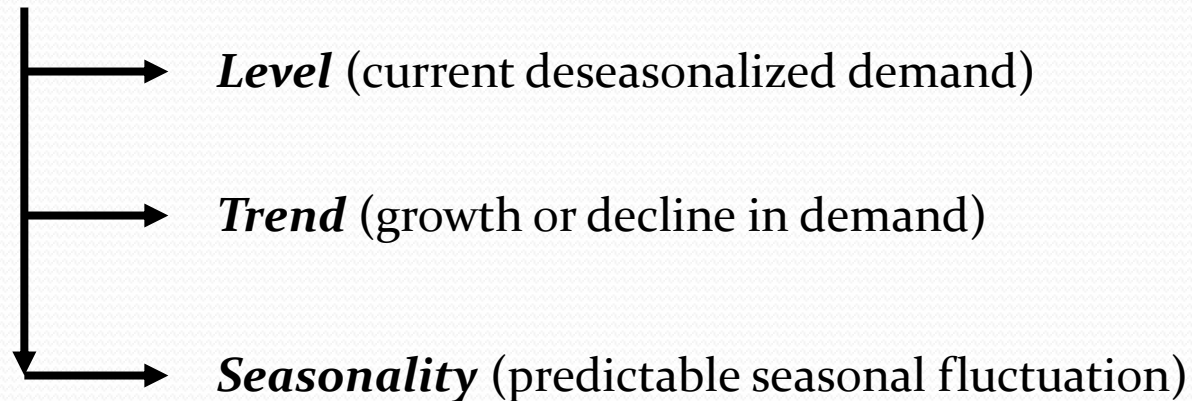 Level (current deseasonalized demand)
Trend (growth or decline in demand)
Seasonality (predictable seasonal fluctuation)